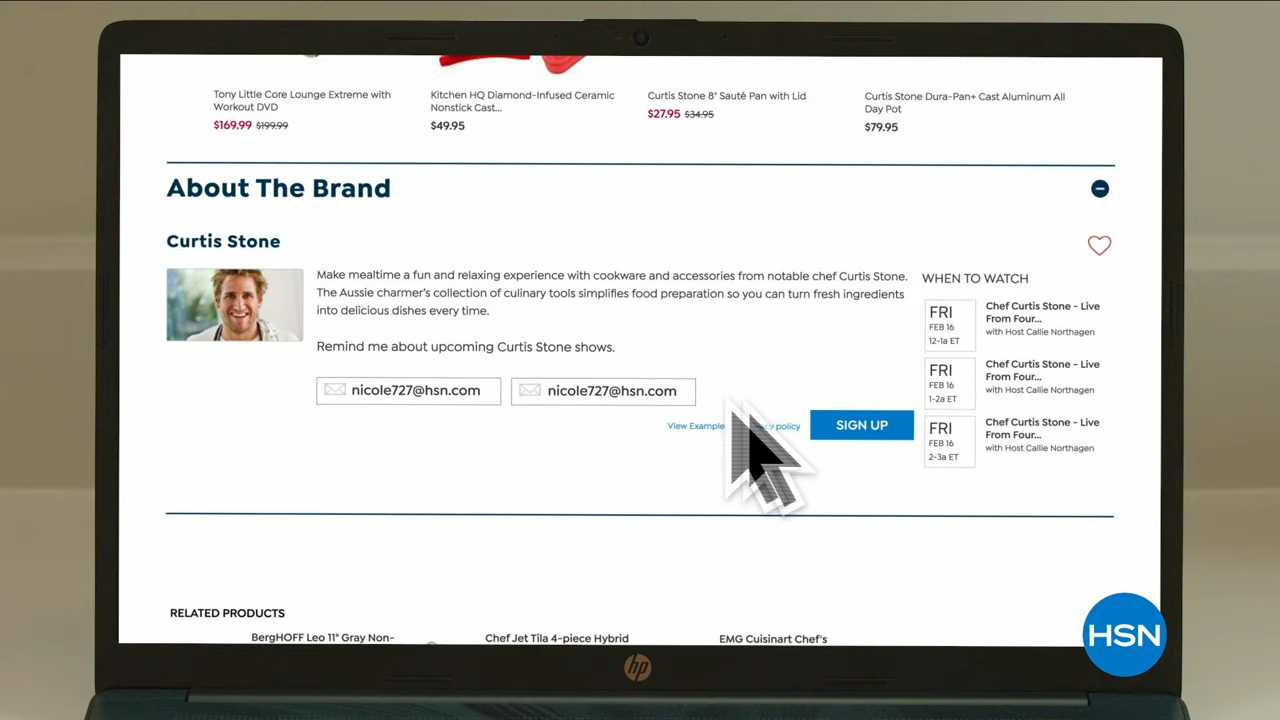 Tony Little Core Lounge Extreme with
Workout DVD
$169.99 $199.99
Kitchen HQ Diamond-Infused Ceramic
Nonstick Cast...
$49.95
Curtis Stone 8" Sauté Pan with Lid
$27.95 $34.95
Curtis Stone Dura-Pan+ Cast Aluminum All
Day Pot
$79.95
About The Brand
Curtis Stone
Make mealtime a fun and relaxing experience with cookware and accessories from notable chef Curtis Stone.
The Aussie charmer's collection of culinary tools simplifies food preparation so you can turn fresh ingredients
into delicious dishes every time.
Remind me about upcoming Curtis Stone shows.
nicole727@hsn.com
nicole727@hsn.com
View Example
policy
SIGN UP
WHEN TO WATCH
FRI
FEB 16
12-1a ET
Chef Curtis Stone - Live
From Four...
with Host Callie Northagen
FRI
FEB 16
1-2a ET
Chef Curtis Stone - Live
From Four...
with Host Callie Northagen
FRI
FEB 16
2-3a ET
Chef Curtis Stone - Live
From Four...
with Host Callie Northagen
RELATED PRODUCTS
BergHOFF Leo 11" Gray Non-
Chef Jet Tila 4-piece Hybrid
EMG Cuisinart Chef's
HSN
hp